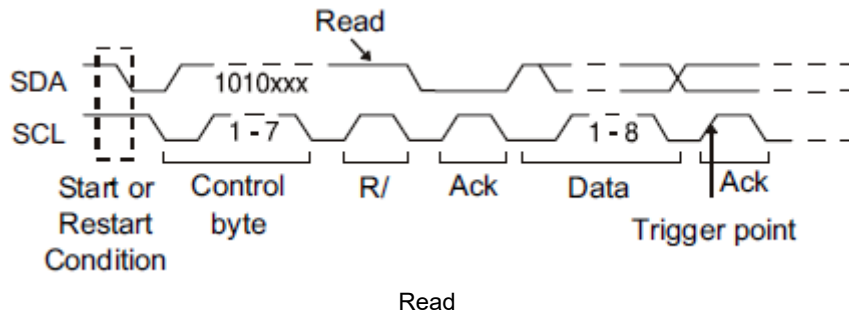 Read
SDA
1010xxx
SCL
1 - 7
1 - 8
Start or
Restart
Condition
Control
byte
R/
Ack
Data
Ack
Trigger point
Read